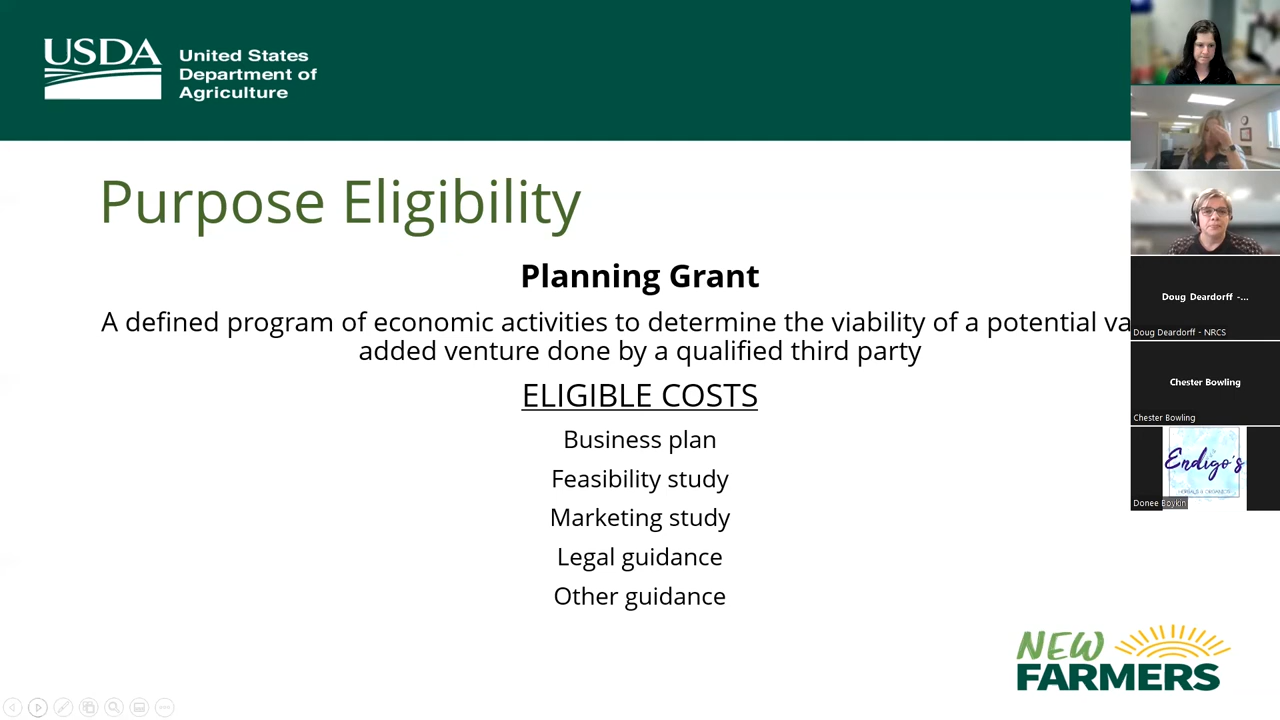 USDA
United States
Department of
Agriculture
Purpose Eligibility
Planning Grant
A defined program of economic activities to determine the viability of a potential va
added venture done by a qualified third party
ELIGIBLE COSTS
Business plan
Feasibility study
Marketing study
Legal guidance
Other guidance
Doug Deardorff -...
Doug Deardorff - NRCS
Chester Bowling
Chester Bowling
Endigo's
HERBALS & ORGANICS
Donee Boykin
NEW
FARMERS